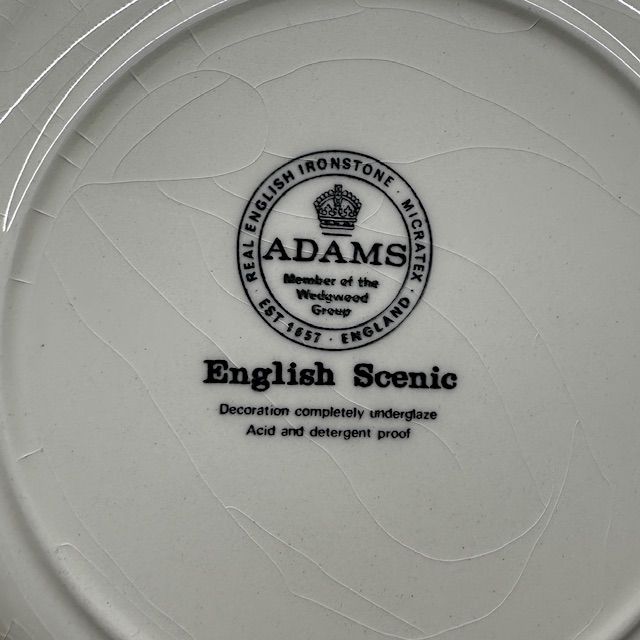 REAL ENGLISH IRONSTONE · MICRATEX
ADAMS
Member of the
Wedgwood
Group
· EST 1657 · ENGLAND ·
English Scenic
Decoration completely underglaze
Acid and detergent proof